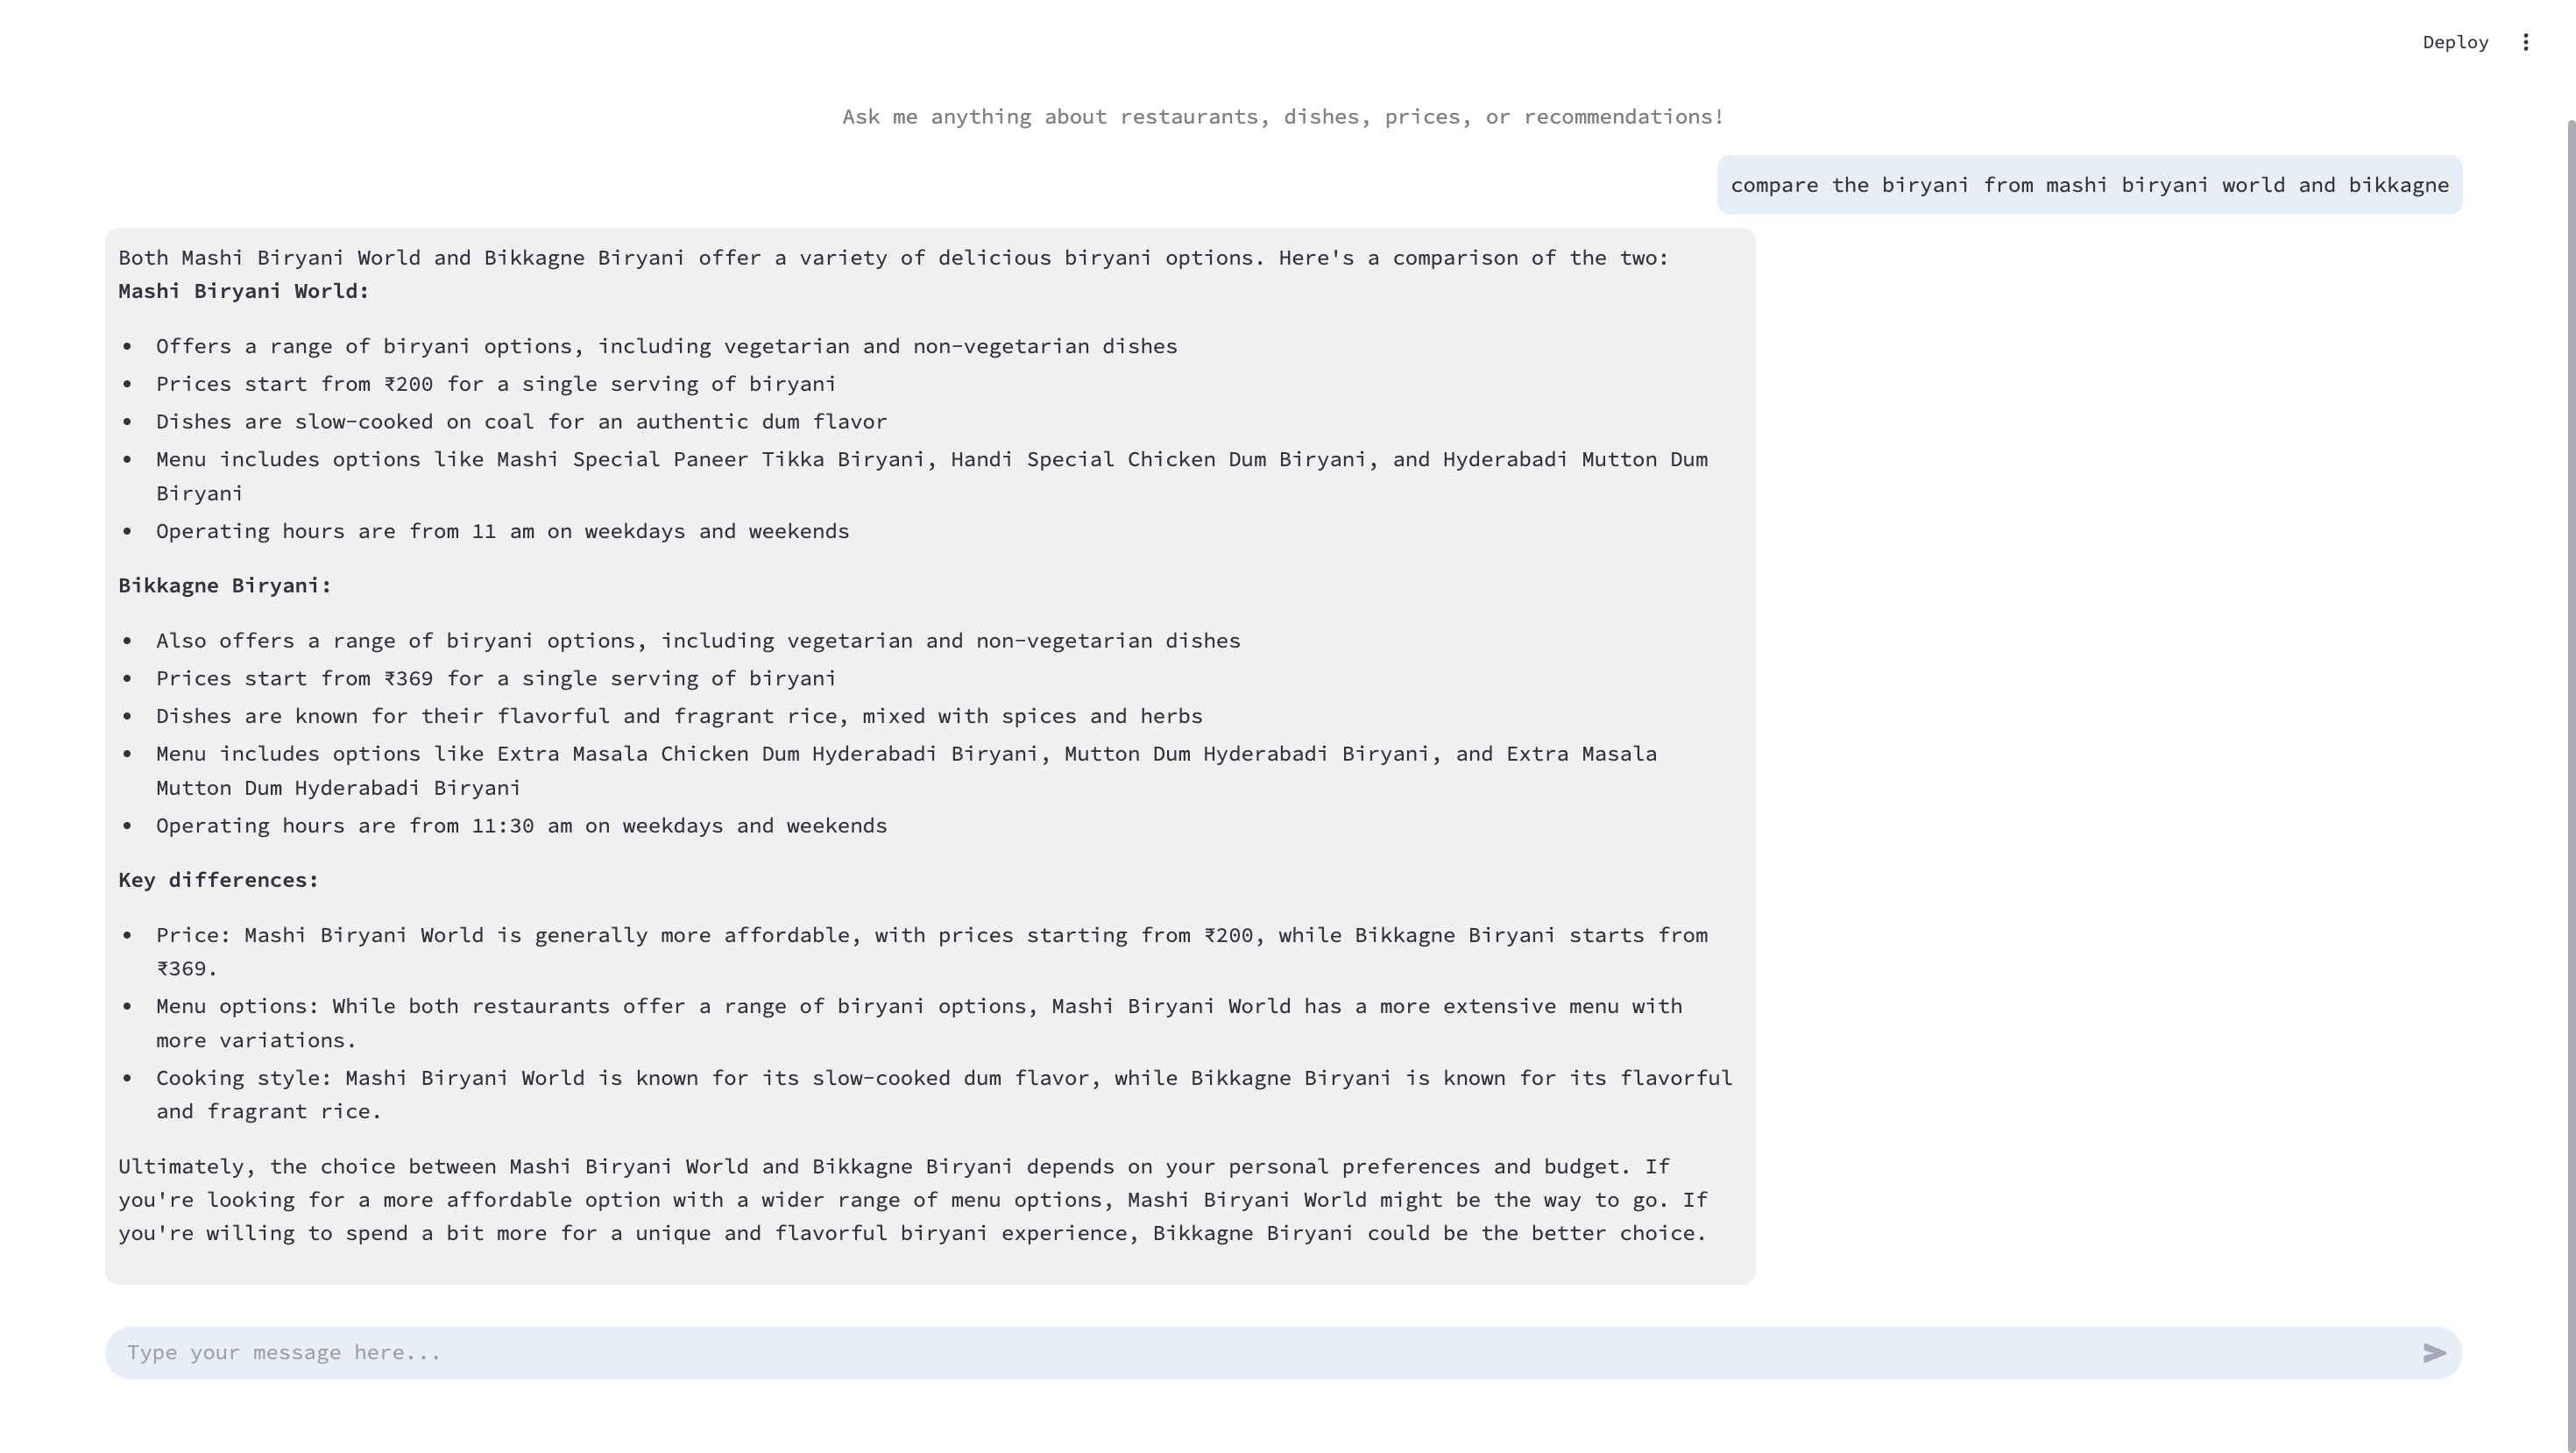 Deploy
Ask me anything about restaurants, dishes, prices, or recommendations!
compare the biryani from mashi biryani world and bikkagne
Both Mashi Biryani World and Bikkagne Biryani offer a variety of delicious biryani options. Here's a comparison of the two:
Mashi Biryani World:
• Offers a range of biryani options, including vegetarian and non-vegetarian dishes
• Prices start from ₹200 for a single serving of biryani
• Dishes are slow-cooked on coal for an authentic dum flavor
• Menu includes options like Mashi Special Paneer Tikka Biryani, Handi Special Chicken Dum Biryani, and Hyderabadi Mutton Dum
Biryani
• Operating hours are from 11 am on weekdays and weekends
Bikkagne Biryani:
• Also offers a range of biryani options, including vegetarian and non-vegetarian dishes
• Prices start from ₹369 for a single serving of biryani
• Dishes are known for their flavorful and fragrant rice, mixed with spices and herbs
• Menu includes options like Extra Masala Chicken Dum Hyderabadi Biryani, Mutton Dum Hyderabadi Biryani, and Extra Masala
Mutton Dum Hyderabadi Biryani
• Operating hours are from 11:30 am on weekdays and weekends
Key differences:
• Price: Mashi Biryani World is generally more affordable, with prices starting from ₹200, while Bikkagne Biryani starts from
₹369.
• Menu options: While both restaurants offer a range of biryani options, Mashi Biryani World has a more extensive menu with
more variations.
• Cooking style: Mashi Biryani World is known for its slow-cooked dum flavor, while Bikkagne Biryani is known for its flavorful
and fragrant rice.
Ultimately, the choice between Mashi Biryani World and Bikkagne Biryani depends on your personal preferences and budget. If
you're looking for a more affordable option with a wider range of menu options, Mashi Biryani World might be the way to go. If
you're willing to spend a bit more for a unique and flavorful biryani experience, Bikkagne Biryani could be the better choice.
Type your message here...